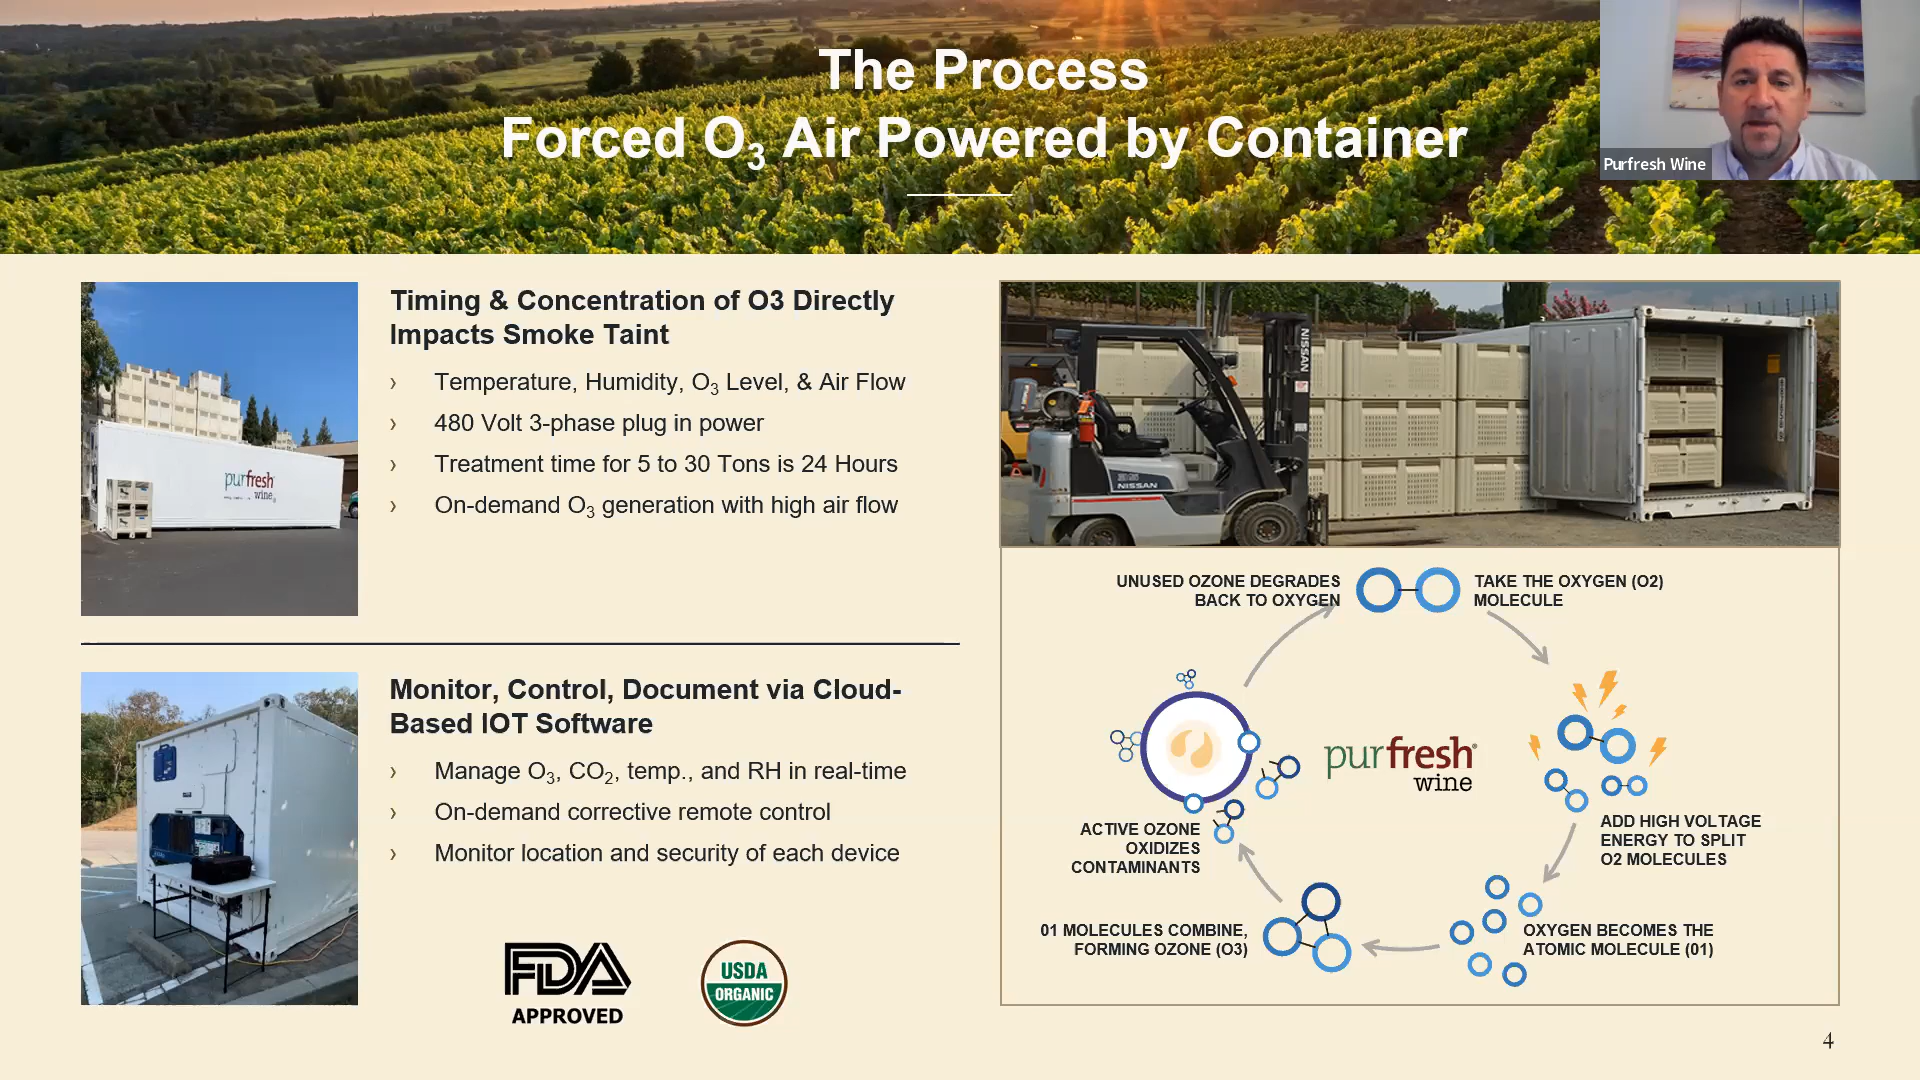 The Process
Forced O3 Air Powered by Container
Purfresh Wine
purfresh
wine
Timing & Concentration of O3 Directly
Impacts Smoke Taint
› Temperature, Humidity, O3 Level, & Air Flow
› 480 Volt 3-phase plug in power
› Treatment time for 5 to 30 Tons is 24 Hours
› On-demand O3 generation with high air flow
Monitor, Control, Document via Cloud-
Based IOT Software
› Manage O3, CO2, temp., and RH in real-time
› On-demand corrective remote control
› Monitor location and security of each device
FDA
APPROVED
USDA
ORGANIC
NISSAN
NISSAN
UNUSED OZONE DEGRADES
BACK TO OXYGEN
TAKE THE OXYGEN (O2)
MOLECULE
ADD HIGH VOLTAGE
ENERGY TO SPLIT
O2 MOLECULES
OXYGEN BECOMES THE
ATOMIC MOLECULE (01)
01 MOLECULES COMBINE,
FORMING OZONE (O3)
ACTIVE OZONE
OXIDIZES
CONTAMINANTS
purfresh®
wine
4